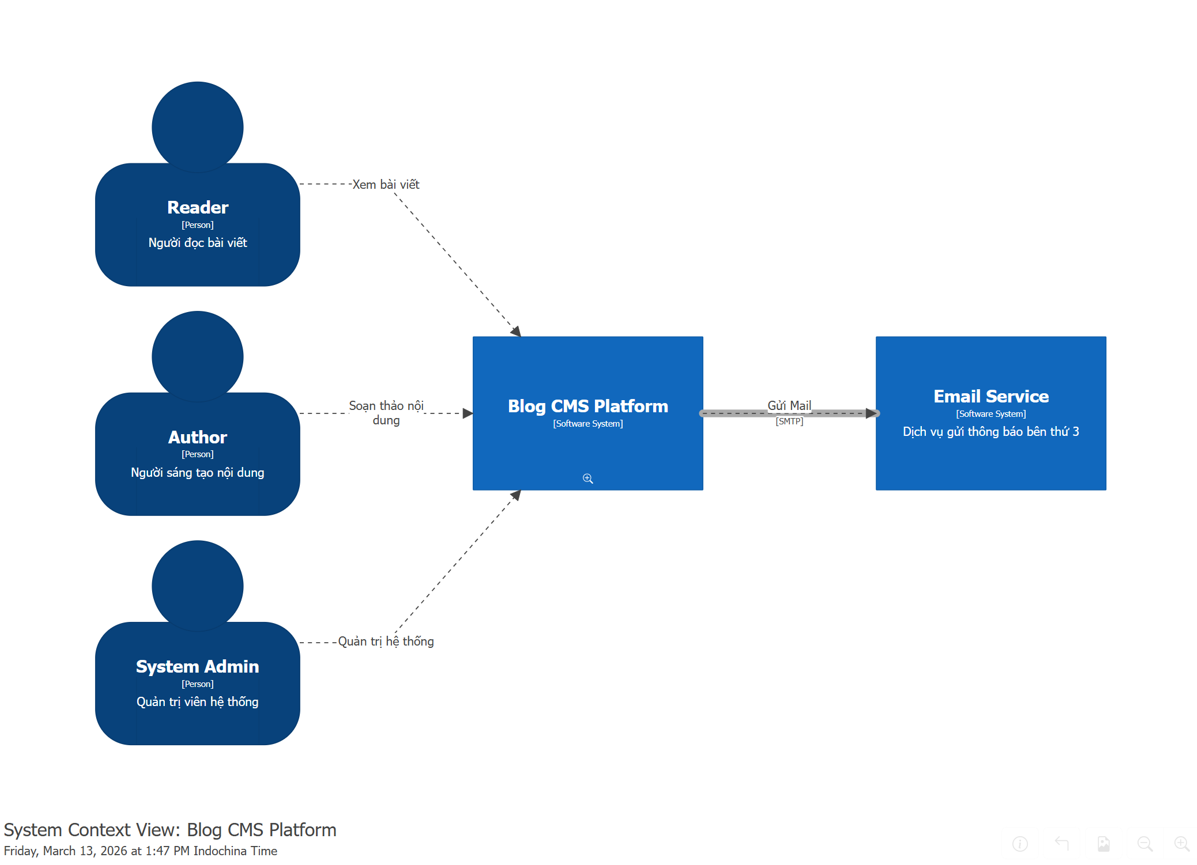 Reader
[Person]
Người đọc bài viết
Xem bài viết
Author
[Person]
Người sáng tạo nội dung
Soạn thảo nội
dung
Blog CMS Platform
[Software System]
Gửi Mail
[SMTP]
Email Service
[Software System]
Dịch vụ gửi thông báo bên thứ 3
System Admin
[Person]
Quản trị viên hệ thống
Quản trị hệ thống
System Context View: Blog CMS Platform
Friday, March 13, 2026 at 1:47 PM Indochina Time